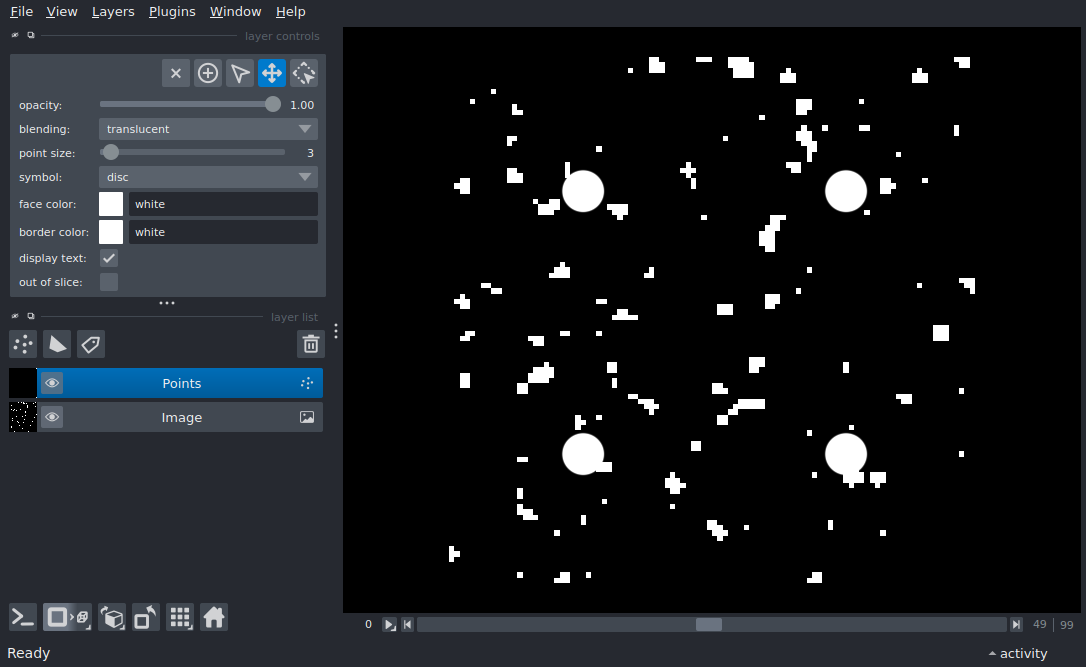 File View Layers Plugins Window Help
layer controls
opacity: 1.00
blending: translucent
point size: 3
symbol: disc
face color: white
border color: white
display text:
out of slice:
layer list
Points
Image
0 49 99
Ready activity